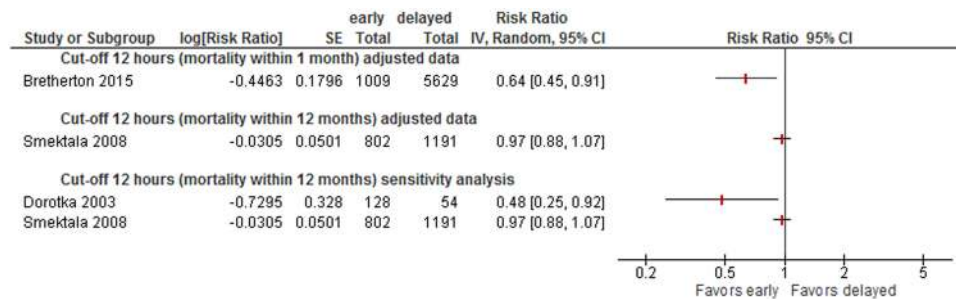 early delayed Risk Ratio
Study or Subgroup log[Risk Ratio] SE Total Total IV, Random, 95% CI Risk Ratio 95% CI
Cut-off 12 hours (mortality within 1 month) adjusted data
Bretherton 2015 -0.4463 0.1796 1009 5629 0.64 [0.45, 0.91]
Cut-off 12 hours (mortality within 12 months) adjusted data
Smektala 2008 -0.0305 0.0501 802 1191 0.97 [0.88, 1.07]
Cut-off 12 hours (mortality within 12 months) sensitivity analysis
Dorotka 2003 -0.7295 0.328 128 54 0.48 [0.25, 0.92]
Smektala 2008 -0.0305 0.0501 802 1191 0.97 [0.88, 1.07]
0.2 0.5 1 2 5
Favors early Favors delayed